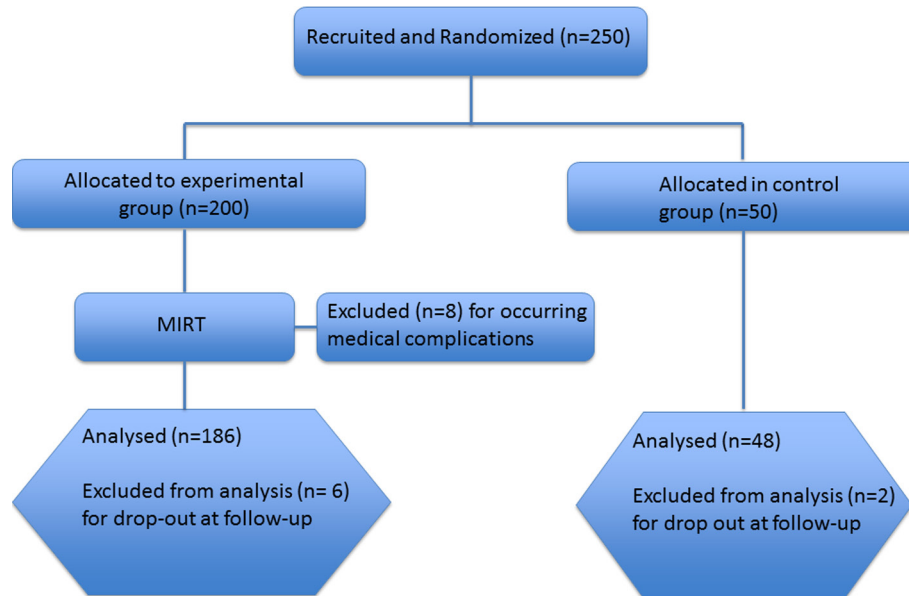 Recruited and Randomized (n=250)
Allocated to experimental
group (n=200)
Allocated in control
group (n=50)
MIRT
Excluded (n=8) for occurring
medical complications
Analysed (n=186)
Excluded from analysis (n= 6)
for drop-out at follow-up
Analysed (n=48)
Excluded from analysis (n=2)
for drop out at follow-up